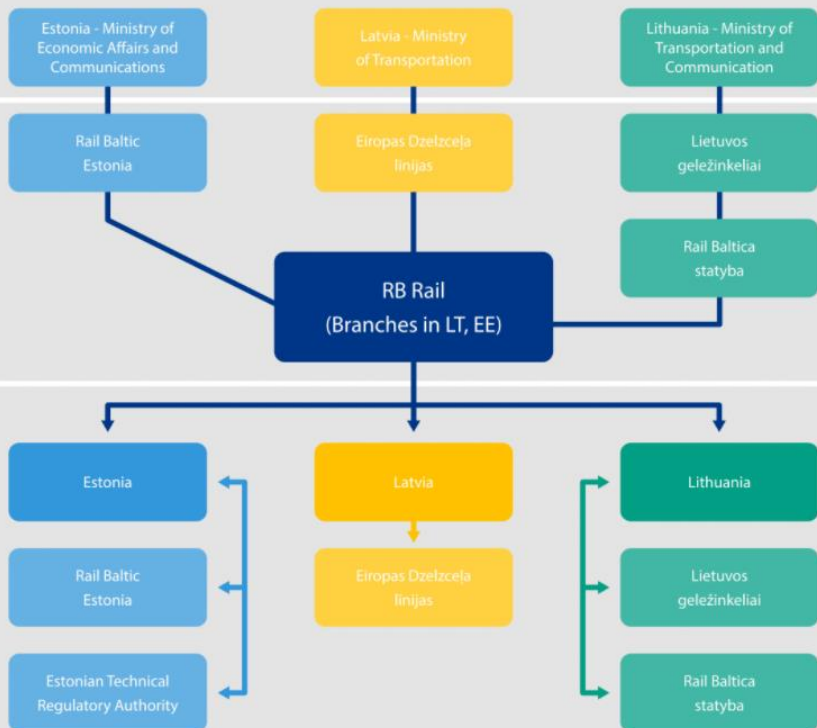 Estonia - Ministry of
Economic Affairs and
Communications
Latvia - Ministry
of Transportation
Lithuania - Ministry of
Transportation and
Communication
Rail Baltic
Estonia
Eiropas Dzelzceļa
līnijas
Lietuvos
geležinkeliai
Rail Baltica
statyba
RB Rail
(Branches in LT, EE)
Estonia
Latvia
Lithuania
Rail Baltic
Estonia
Eiropas Dzelzceļa
līnijas
Lietuvos
geležinkeliai
Estonian Technical
Regulatory Authority
Rail Baltica
statyba